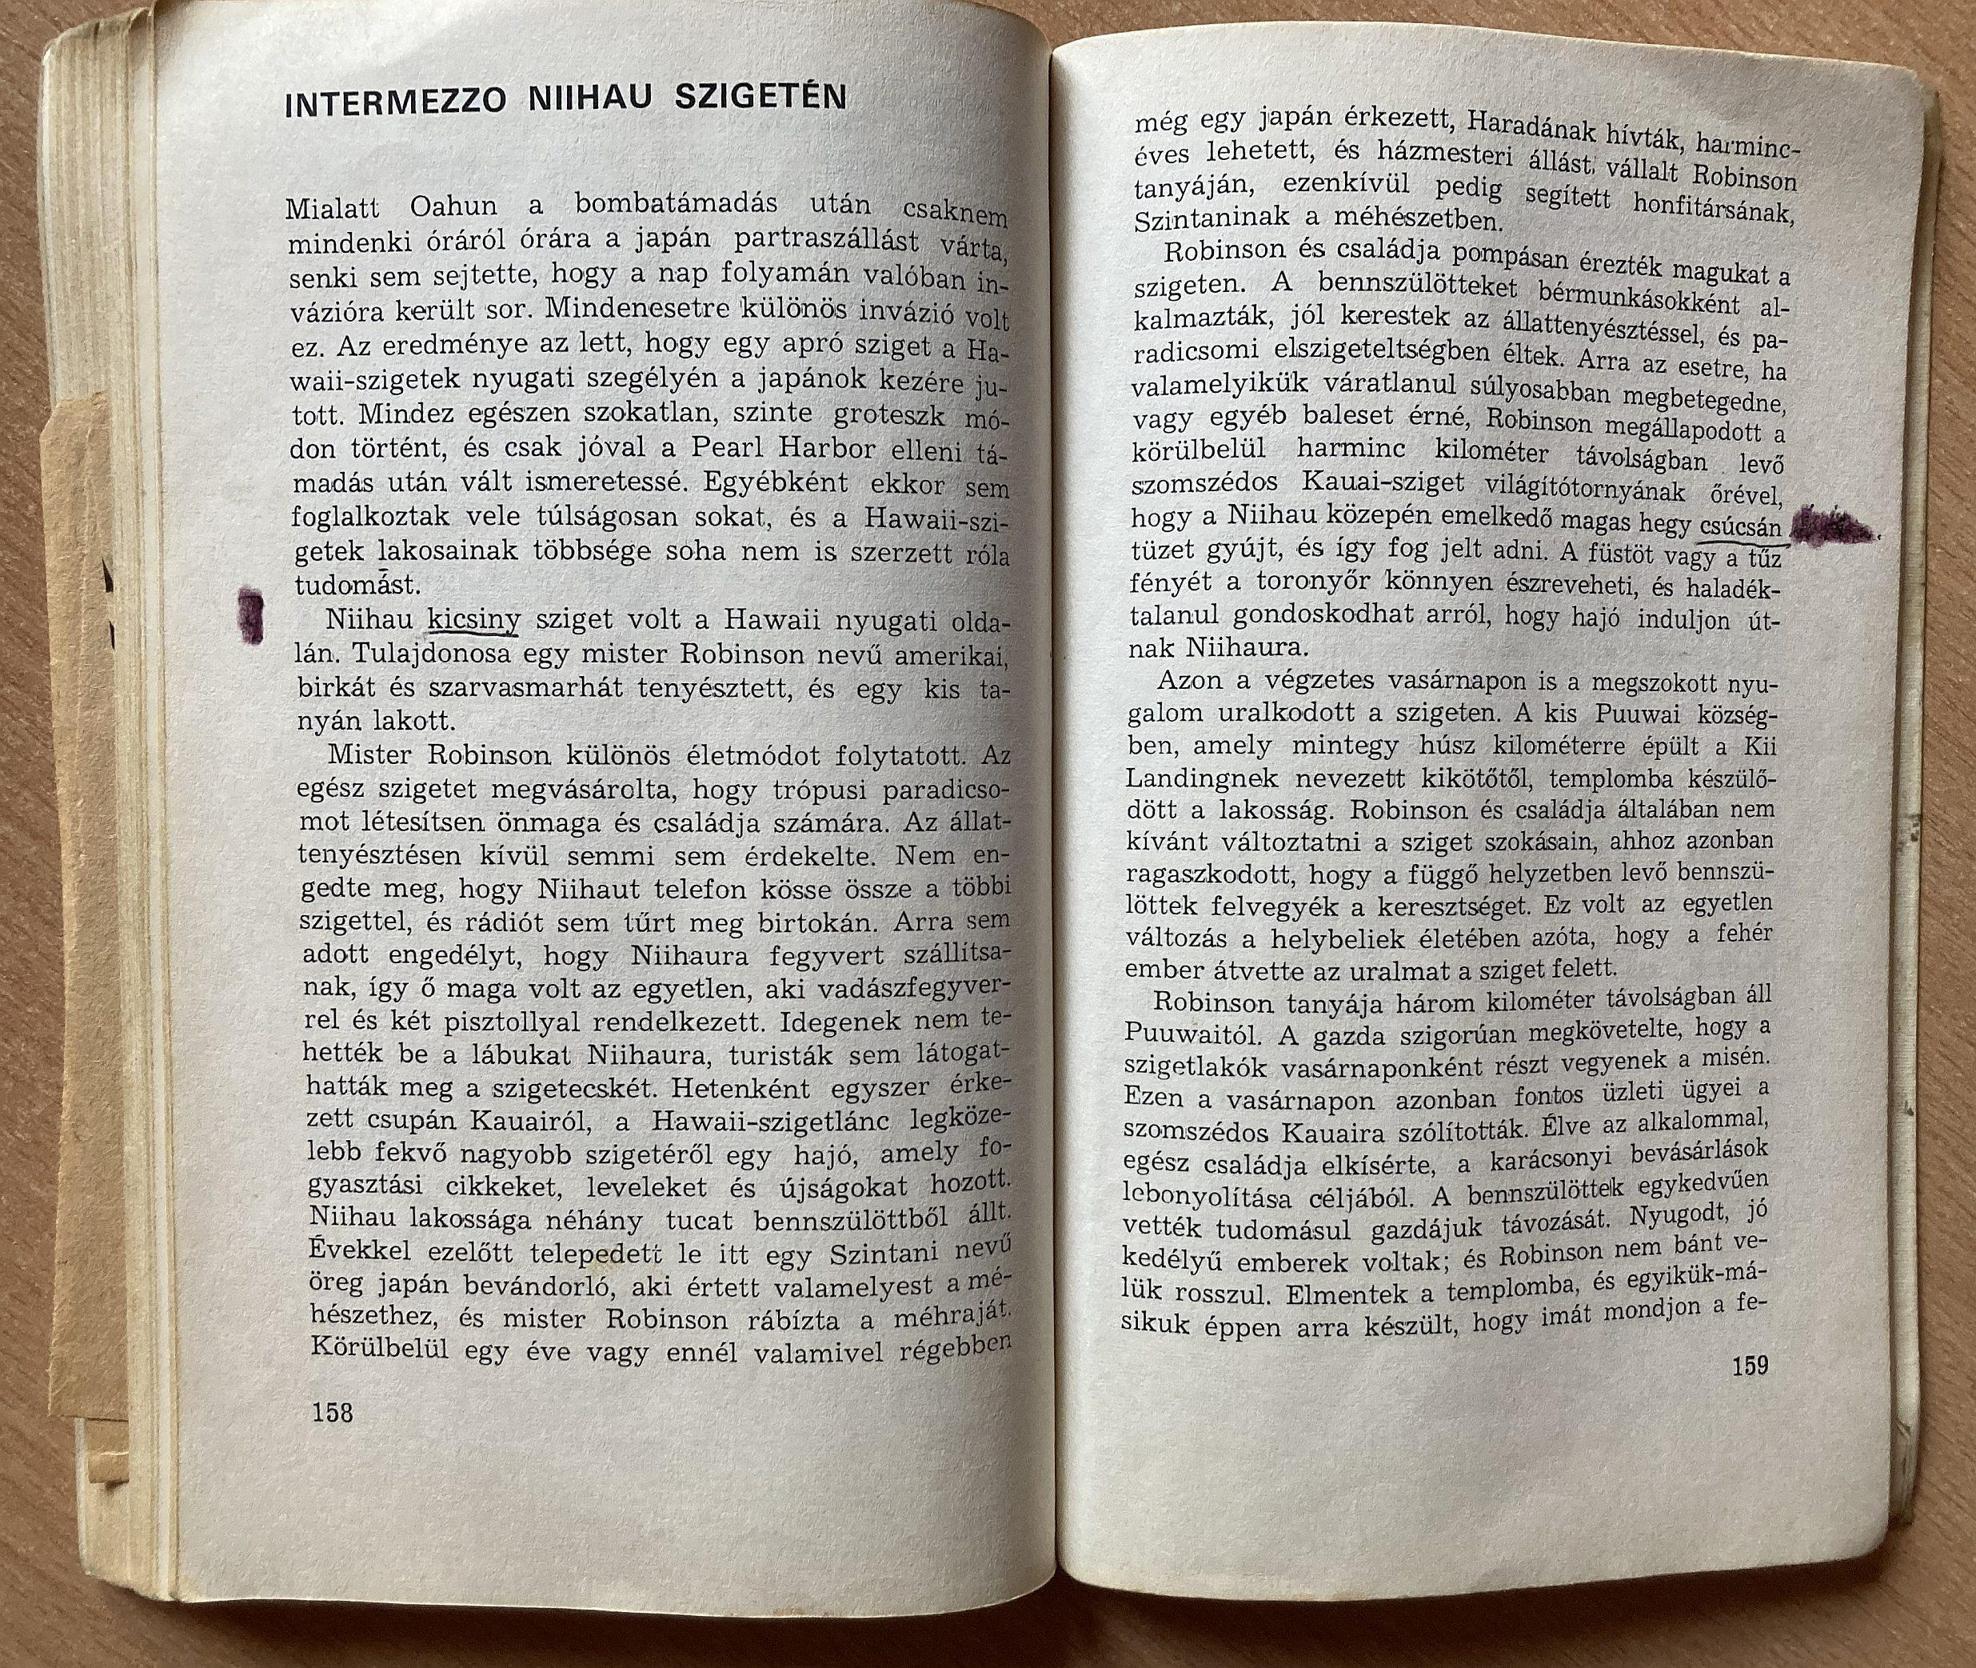 INTERMEZZO NIIHAU SZIGETÉN
Mialatt Oahun a bombatámadás után csaknem
mindenki óráról órára a japán partraszállást várta,
senki sem sejtette, hogy a nap folyamán valóban in-
vázióra került sor. Mindenesetre különös invázió volt
ez. Az eredménye az lett, hogy egy apró sziget a Ha-
waii-szigetek nyugati szegélyén a japánok kezére ju-
tott. Mindez egészen szokatlan, szinte groteszk mó-
don történt, és csak jóval a Pearl Harbor elleni tá-
madás után vált ismeretessé. Egyébként ekkor sem
foglalkoztak vele túlságosan sokat, és a Hawaii-szi-
getek lakosainak többsége soha nem is szerzett róla
tudomást.
Niihau kicsiny sziget volt a Hawaii nyugati olda-
lán. Tulajdonosa egy mister Robinson nevű amerikai,
birkát és szarvasmarhát tenyésztett, és egy kis ta-
nyán lakott.
Mister Robinson különös életmódot folytatott. Az
egész szigetet megvásárolta, hogy trópusi paradicso-
mot létesítsen önmaga és családja számára. Az állat-
tenyésztésen kívül semmi sem érdekelte. Nem en-
gedte meg, hogy Niihaut telefon kösse össze a többi
szigettel, és rádiót sem tűrt meg birtokán. Arra sem
adott engedélyt, hogy Niihaura fegyvert szállítsa-
nak, így ő maga volt az egyetlen, aki vadászfegyver-
rel és két pisztollyal rendelkezett. Idegenek nem te-
hették be a lábukat Niihaura, turisták sem látogat-
hatták meg a szigetecskét. Hetenként egyszer érke-
zett csupán Kauairól, a Hawaii-szigetlánc legköze-
lebb fekvő nagyobb szigetéről egy hajó, amely fo-
gyasztási cikkeket, leveleket és újságokat hozott.
Niihau lakossága néhány tucat bennszülöttből állt.
Évekkel ezelőtt telepedett le itt egy Szintani nevű
öreg japán bevándorló, aki értett valamelyest a mé-
hészethez, és mister Robinson rábízta a méhraját.
Körülbelül egy éve vagy ennél valamivel régebben
158
még egy japán érkezett, Haradának hívták, harminc-
éves lehetett, és házmesteri állást vállalt Robinson
tanyáján, ezenkívül pedig segített honfitársának,
Szintaninak a méhészetben.
Robinson és családja pompásan érezték magukat a
szigeten. A bennszülötteket bérmunkásokként al-
kalmazták, jól kerestek az állattenyésztéssel, és pa-
radicsomi elszigeteltségben éltek. Arra az esetre, ha
valamelyikük váratlanul súlyosabban megbetegedne,
vagy egyéb baleset érné, Robinson megállapodott a
körülbelül harminc kilométer távolságban levő
szomszédos Kauai-sziget világítótornyának őrével,
hogy a Niihau közepén emelkedő magas hegy csúcsán
tüzet gyújt, és így fog jelt adni. A füstöt vagy a tűz
fényét a toronyőr könnyen észreveheti, és haladék-
talanul gondoskodhat arról, hogy hajó induljon út-
nak Niihaura.
Azon a végzetes vasárnapon is a megszokott nyu-
galom uralkodott a szigeten. A kis Puuwai község-
ben, amely mintegy húsz kilométerre épült a Kii
Landingnek nevezett kikötőtől, templomba készülő-
dött a lakosság. Robinson és családja általában nem
kívánt változtatni a sziget szokásain, ahhoz azonban
ragaszkodott, hogy a függő helyzetben levő bennszü-
löttek felvegyék a keresztséget. Ez volt az egyetlen
változás a helybeliek életében azóta, hogy a fehér
ember átvette az uralmat a sziget felett.
Robinson tanyája három kilométer távolságban áll
Puuwaitól. A gazda szigorúan megkövetelte, hogy a
szigetlakók vasárnaponként részt vegyenek a misén.
Ezen a vasárnapon azonban fontos üzleti ügyei a
szomszédos Kauaira szólították. Élve az alkalommal,
egész családja elkísérte, a karácsonyi bevásárlások
lebonyolítása céljából. A bennszülöttek egykedvűen
vették tudomásul gazdájuk távozását. Nyugodt, jó
kedélyű emberek voltak; és Robinson nem bánt ve-
lük rosszul. Elmentek a templomba, és egyikük-má-
sikuk éppen arra készült, hogy imát mondjon a fe-
159